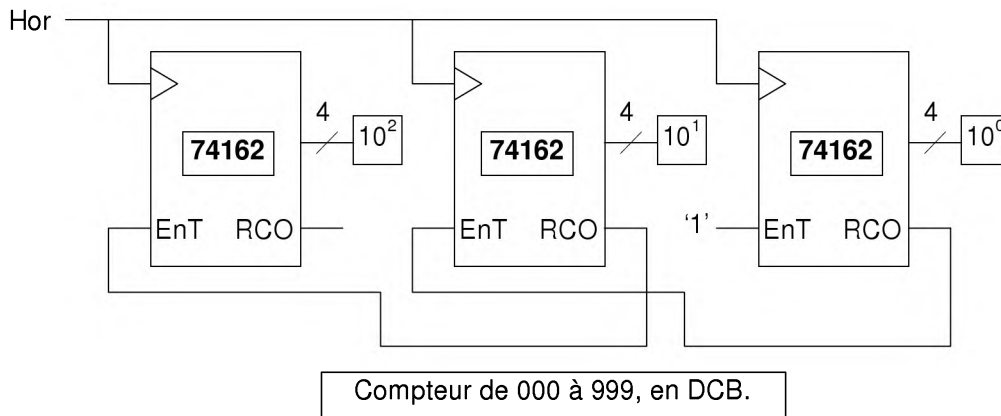 Hor
4 4 4
10² 10¹ 10⁰
74162 74162 74162
EnT RCO EnT RCO '1' EnT RCO
Compteur de 000 à 999, en DCB.